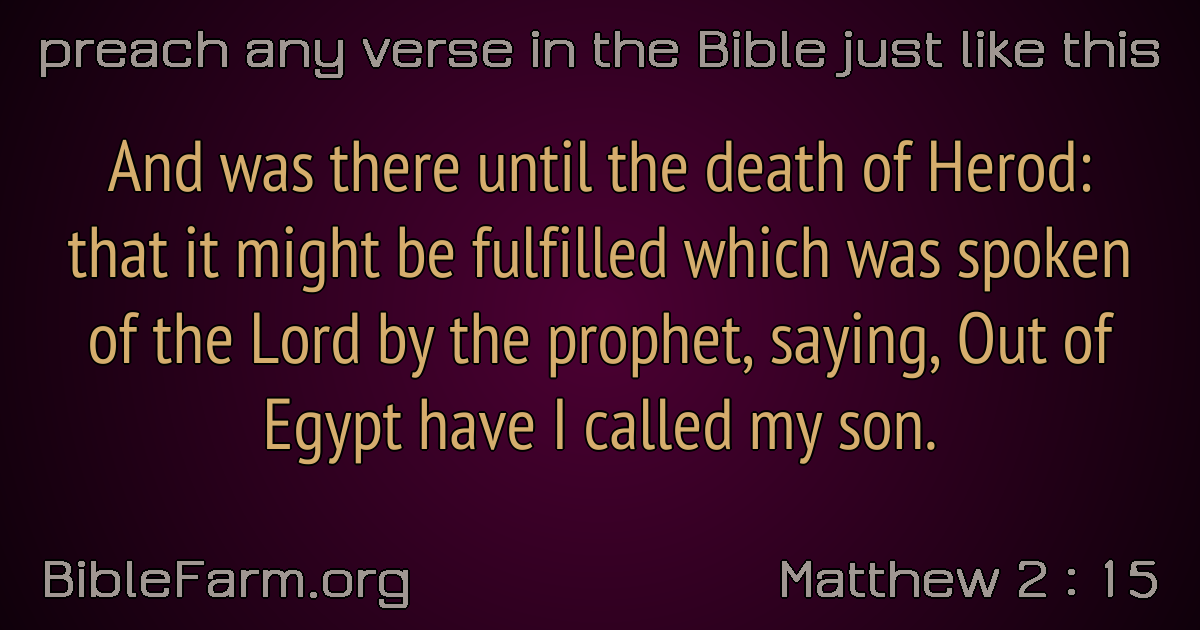 preach any verse in the Bible just like this
And was there until the death of Herod:
that it might be fulfilled which was spoken
of the Lord by the prophet, saying, Out of
Egypt have I called my son.
BibleFarm.org
Matthew 2 : 15